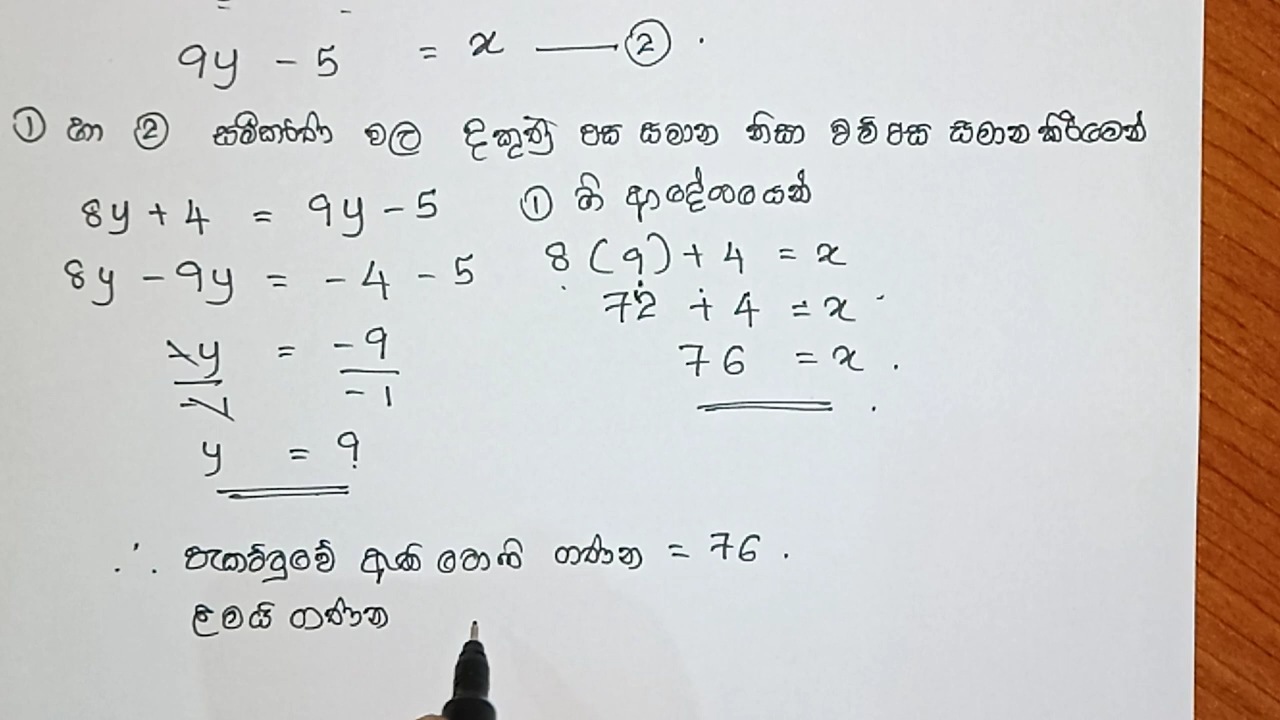 9y - 5 = x —— ②
① හා ② සමීකරණ වල දකුණු පස සමාන නිසා වම් පස සමාන කිරීමෙන්
8y + 4 = 9y - 5
8y - 9y = - 4 - 5
-1y/-1 = -9/-1
y = 9
① හි ආදේශයෙන්
8 (9) + 4 = x
72 + 4 = x
76 = x
∴ පැකට්ටුවේ ඇති ටොෆි ගණන = 76 .
ළමයි ගණන